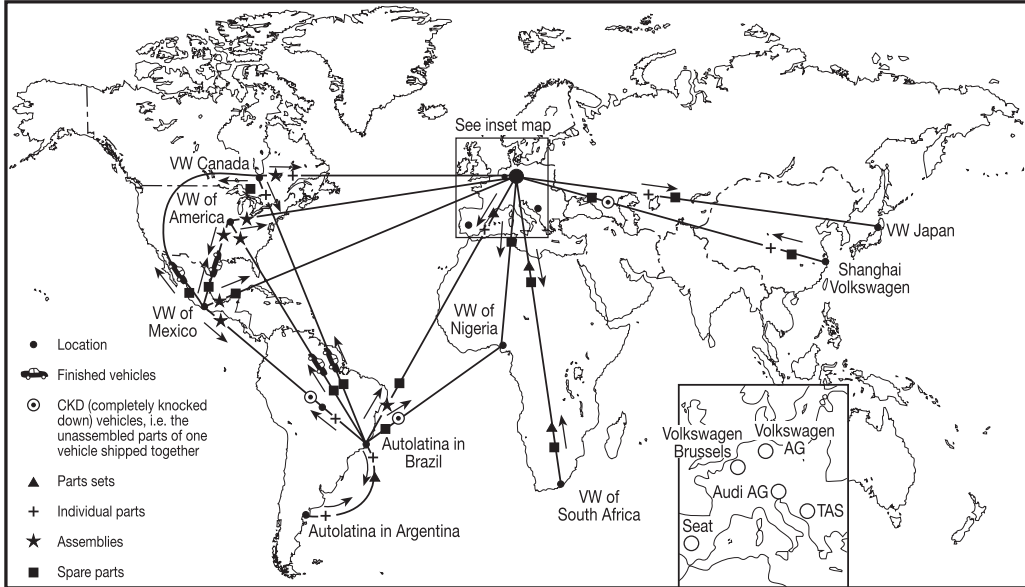 See inset map
VW Canada
VW of
America
VW Japan
Shanghai
Volkswagen
VW of
Mexico
VW of
Nigeria
Location
Finished vehicles
CKD (completely knocked
down) vehicles, i.e. the
unassembled parts of one
vehicle shipped together
Parts sets
Individual parts
Assemblies
Spare parts
Autolatina in
Brazil
Autolatina in Argentina
VW of
South Africa
Volkswagen
Brussels
Volkswagen
AG
Audi AG
TAS
Seat